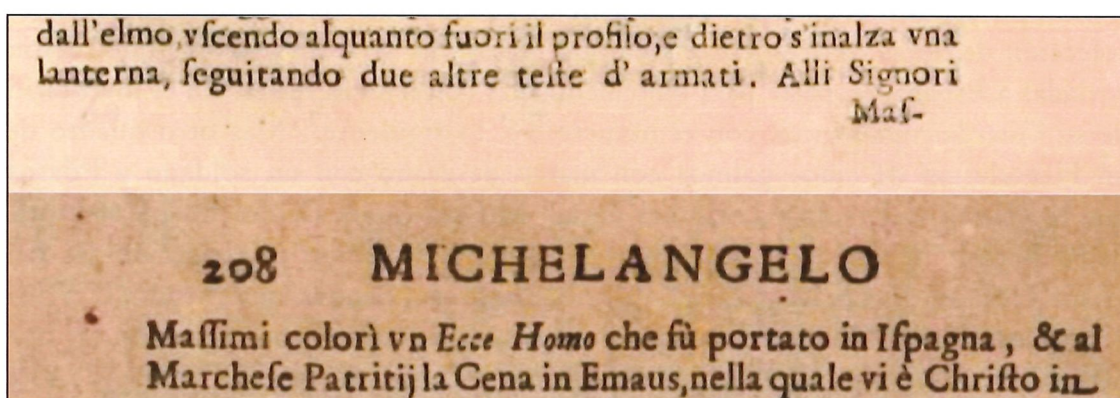 dall'elmo,vſcendo alquanto fuori il profilo,e dietro s'inalza vna
lanterna, ſeguitando due altre teſte d' armati. Alli Signori
Maſ-
208 MICHELANGELO
Maſſimi colorì vn Ecce Homo che fù portato in Iſpagna, & al
Marcheſe Patritij la Cena in Emaus,nella quale vi è Chriſto in